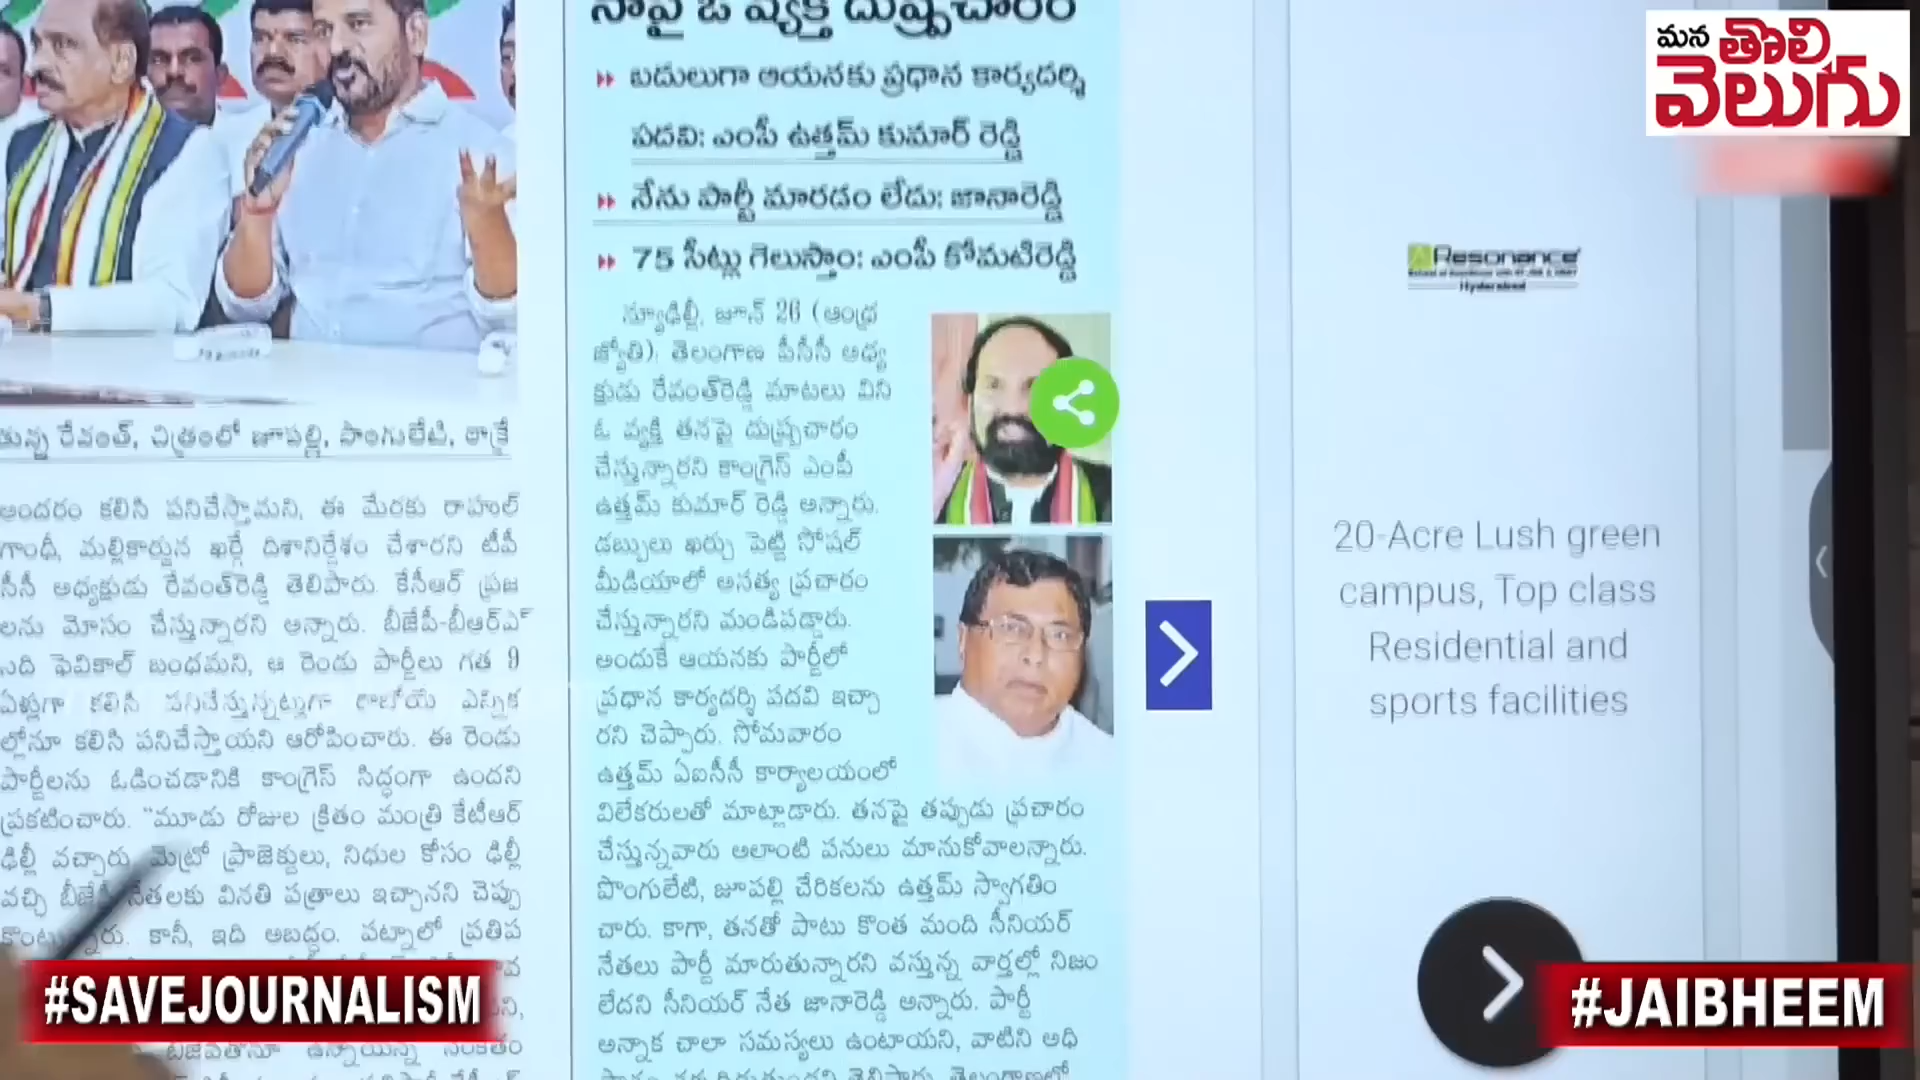 నాపై ఓ వ్యక్తి దుష్ప్రచారం
బదులుగా ఆయనకు ప్రధాన కార్యదర్శి
పదవి: ఎంపీ ఉత్తమ్ కుమార్ రెడ్డి
నేను పార్టీ మారడం లేదు: జానారెడ్డి
75 సీట్లు గెలుస్తాం: ఎంపీ కోమటిరెడ్డి
న్యూఢిల్లీ, జూన్ 26 (ఆంధ్ర
జ్యోతి): తెలంగాణ పీసీసీ అధ్య
క్షుడు రేవంత్‌రెడ్డి మాటలు విని
ఓ వ్యక్తి తనపై దుష్ప్రచారం
చేస్తున్నారని కాంగ్రెస్ ఎంపీ
ఉత్తమ్ కుమార్ రెడ్డి అన్నారు.
డబ్బులు ఖర్చు పెట్టి సోషల్
మీడియాలో అసత్య ప్రచారం
చేస్తున్నారని మండిపడ్డారు.
అందుకే ఆయనకు పార్టీలో
ప్రధాన కార్యదర్శి పదవి ఇచ్చా
రని చెప్పారు. సోమవారం
ఉత్తమ్ ఏఐసీసీ కార్యాలయంలో
విలేకరులతో మాట్లాడారు. తనపై తప్పుడు ప్రచారం
చేస్తున్నవారు అలాంటి పనులు మానుకోవాలన్నారు.
పొంగులేటి, జూపల్లి చేరికలను ఉత్తమ్ స్వాగతిం
చారు. కాగా, తనతో పాటు కొంత మంది సీనియర్
నేతలు పార్టీ మారుతున్నారని వస్తున్న వార్తల్లో నిజం
లేదని సీనియర్ నేత జానారెడ్డి అన్నారు. పార్టీ
అన్నాక చాలా సమస్యలు ఉంటాయని, వాటిని అధి
తున్న రేవంత్, చిత్రంలో జూపల్లి, పొంగులేటి, ఠాక్రే
అందరం కలిసి పనిచేస్తామని, ఈ మేరకు రాహుల్
గాంధీ, మల్లికార్జున ఖర్గే దిశానిర్దేశం చేశారని టీపీ
సీసీ అధ్యక్షుడు రేవంత్‌రెడ్డి తెలిపారు. కేసీఆర్ ప్రజ
లను మోసం చేస్తున్నారని అన్నారు. బీజేపీ-బీఆర్ఎస్
ది ఫెవికాల్ బంధమని, ఆ రెండు పార్టీలు గత 9
ఏళ్లుగా కలిసి పనిచేస్తున్నట్లుగా రాబోయే ఎన్నిక
ల్లోనూ కలిసి పనిచేస్తాయని ఆరోపించారు. ఈ రెండు
పార్టీలను ఓడించడానికి కాంగ్రెస్ సిద్ధంగా ఉందని
ప్రకటించారు. "మూడు రోజుల క్రితం మంత్రి కేటీఆర్
ఢిల్లీ వచ్చారు. మెట్రో ప్రాజెక్టులు, నిధుల కోసం ఢిల్లీ
వచ్చి బీజేపీ నేతలకు వినతి పత్రాలు ఇచ్చానని చెప్పు
కొంటున్నారు. కానీ, ఇది అబద్ధం. పట్నాలో ప్రతిప
మన తొలి
వెలుగు
Resonance
Hyderabad
20-Acre Lush green
campus, Top class
Residential and
sports facilities
#SAVEJOURNALISM
#JAIBHEEM